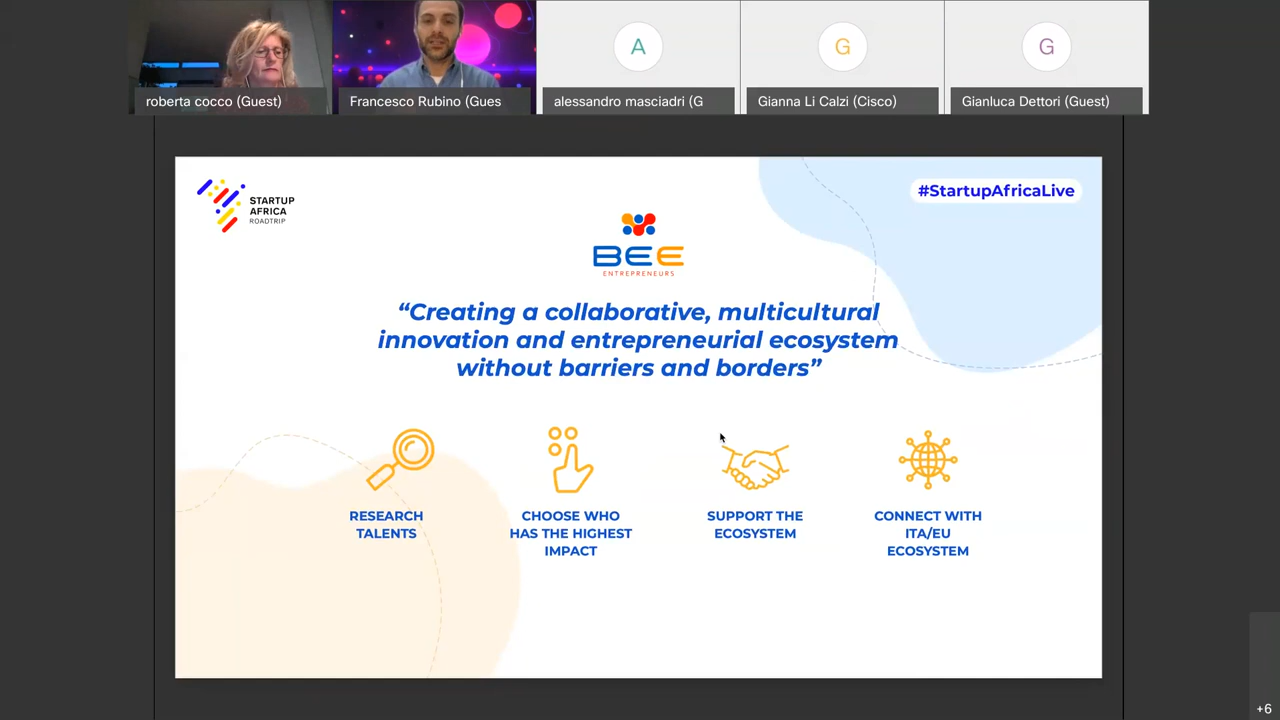 A
G
G
roberta cocco (Guest)
Francesco Rubino (Gues
alessandro masciadri (G
Gianna Li Calzi (Cisco)
Gianluca Dettori (Guest)
STARTUP
AFRICA
ROADTRIP
#StartupAfricaLive
BEE
ENTREPRENEURS
“Creating a collaborative, multicultural
innovation and entrepreneurial ecosystem
without barriers and borders”
RESEARCH
TALENTS
CHOOSE WHO
HAS THE HIGHEST
IMPACT
SUPPORT THE
ECOSYSTEM
CONNECT WITH
ITA/EU
ECOSYSTEM
+6